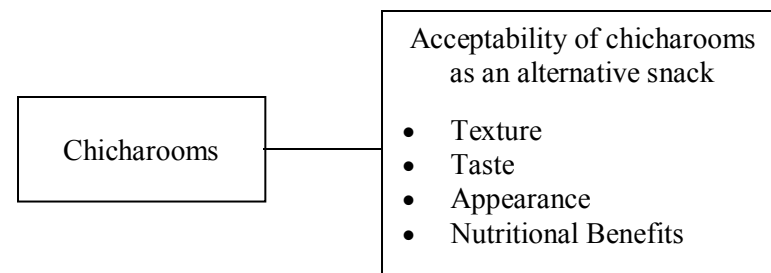 Chicharooms
Acceptability of chicharooms
as an alternative snack
• Texture
• Taste
• Appearance
• Nutritional Benefits